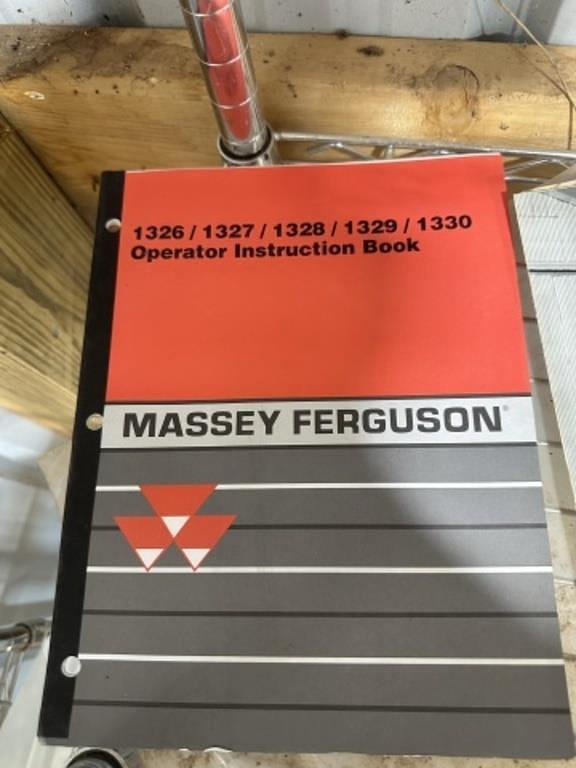 1326 / 1327 / 1328 / 1329 / 1330
Operator Instruction Book
MASSEY FERGUSON®